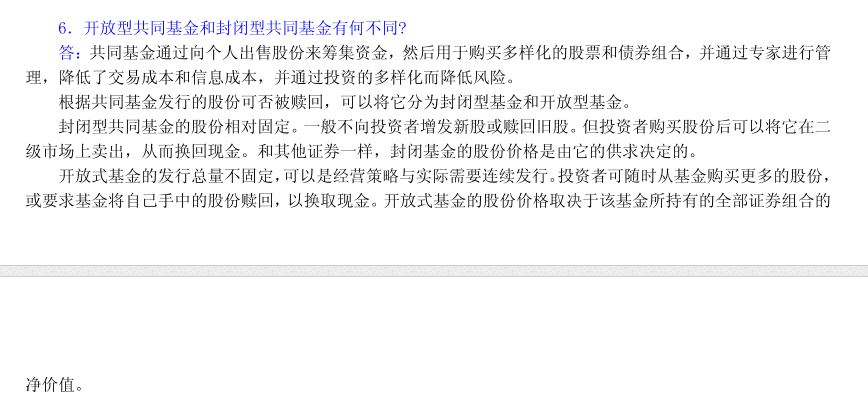 6．开放型共同基金和封闭型共同基金有何不同?
答：共同基金通过向个人出售股份来筹集资金，然后用于购买多样化的股票和债券组合，并通过专家进行管
理，降低了交易成本和信息成本，并通过投资的多样化而降低风险。
根据共同基金发行的股份可否被赎回，可以将它分为封闭型基金和开放型基金。
封闭型共同基金的股份相对固定。一般不向投资者增发新股或赎回旧股。但投资者购买股份后可以将它在二
级市场上卖出，从而换回现金。和其他证券一样，封闭基金的股份价格是由它的供求决定的。
开放式基金的发行总量不固定，可以是经营策略与实际需要连续发行。投资者可随时从基金购买更多的股份，
或要求基金将自己手中的股份赎回，以换取现金。开放式基金的股份价格取决于该基金所持有的全部证券组合的
净价值。